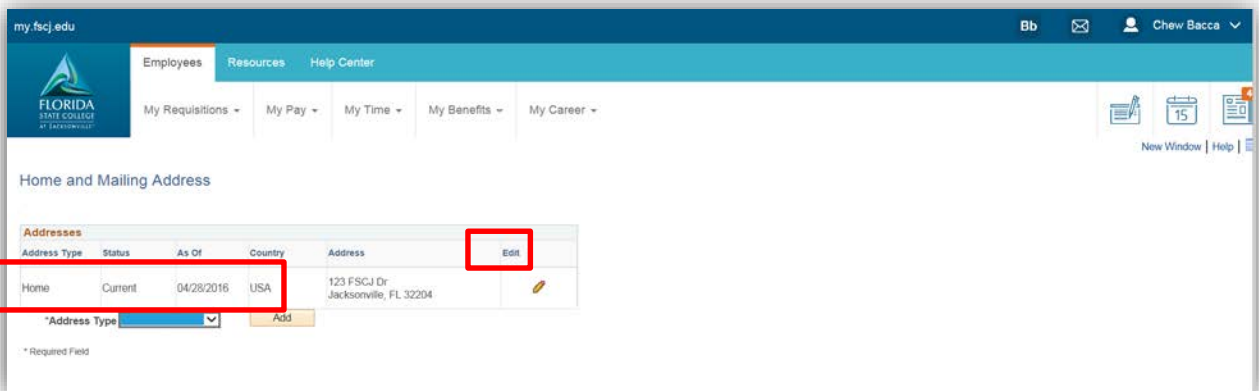 my.fscj.edu Bb Chew Bacca
Employees Resources Help Center
FLORIDA
STATE COLLEGE
AT JACKSONVILLE
My Requisitions My Pay My Time My Benefits My Career
15 4
New Window | Help |
Home and Mailing Address
Addresses
Address Type Status As Of Country Address Edit
Home Current 04/28/2016 USA 123 FSCJ Dr
Jacksonville, FL 32204
*Address Type Add
* Required Field